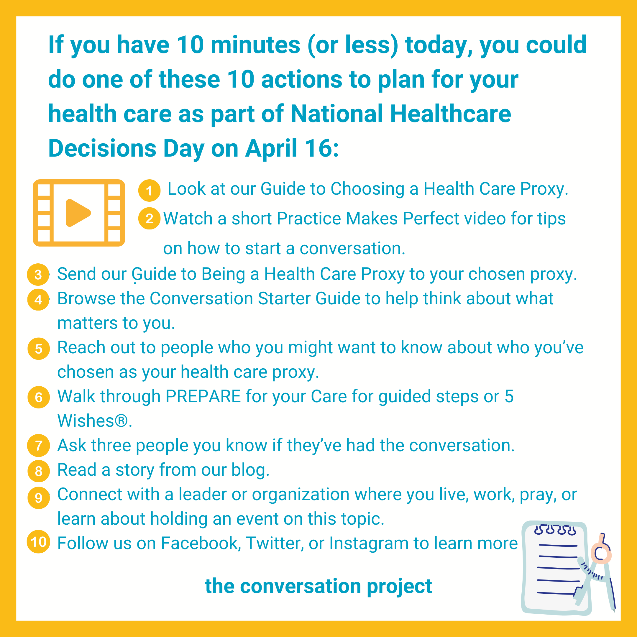 If you have 10 minutes (or less) today, you could
do one of these 10 actions to plan for your
health care as part of National Healthcare
Decisions Day on April 16:
1 Look at our Guide to Choosing a Health Care Proxy.
2 Watch a short Practice Makes Perfect video for tips
on how to start a conversation.
3 Send our Guide to Being a Health Care Proxy to your chosen proxy.
4 Browse the Conversation Starter Guide to help think about what
matters to you.
5 Reach out to people who you might want to know about who you've
chosen as your health care proxy.
6 Walk through PREPARE for your Care for guided steps or 5
Wishes®.
7 Ask three people you know if they've had the conversation.
8 Read a story from our blog.
9 Connect with a leader or organization where you live, work, pray, or
learn about holding an event on this topic.
10 Follow us on Facebook, Twitter, or Instagram to learn more
the conversation project